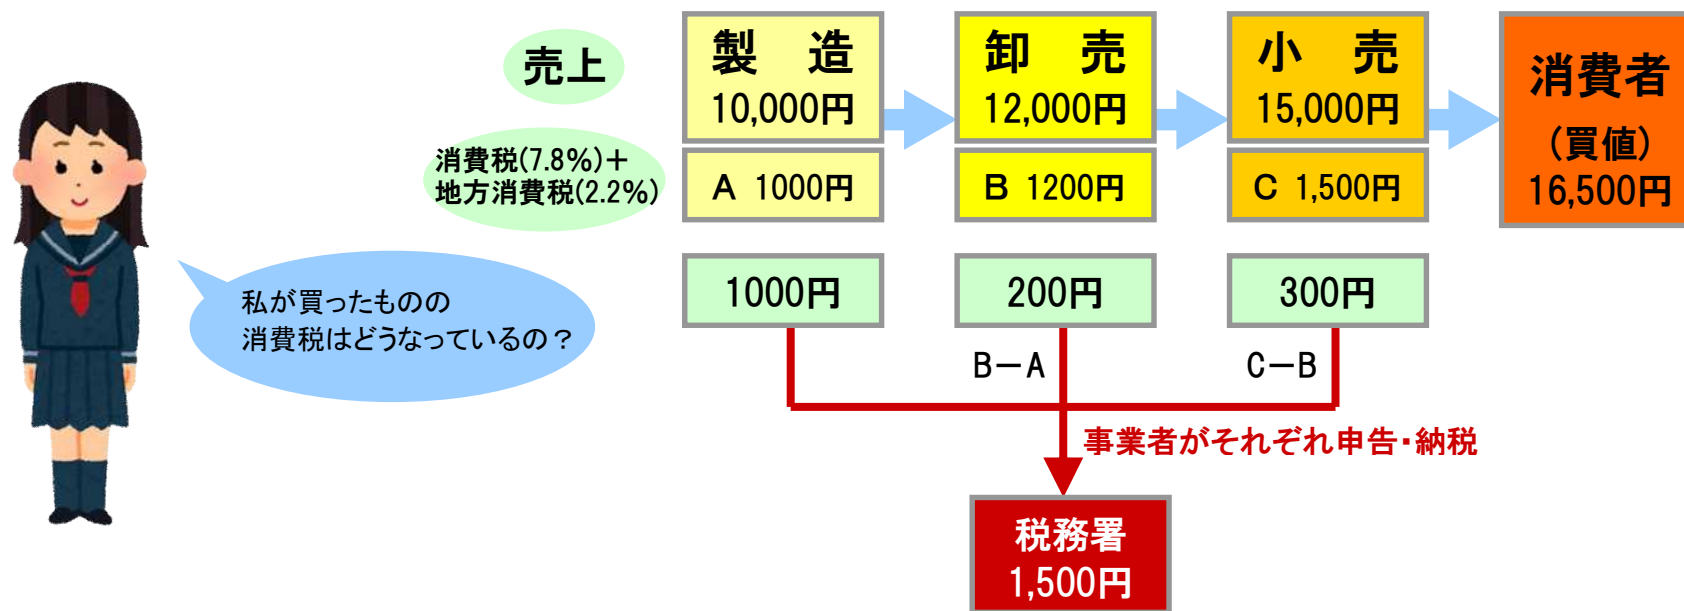 売上
製　造
10,000円
卸　売
12,000円
小　売
15,000円
消費者
(買値)
16,500円
消費税(7.8%)＋
地方消費税(2.2%)
A 1000円
B 1200円
C 1,500円
私が買ったものの
消費税はどうなっているの？
1000円
200円
300円
B－A
C－B
事業者がそれぞれ申告・納税
税務署
1,500円